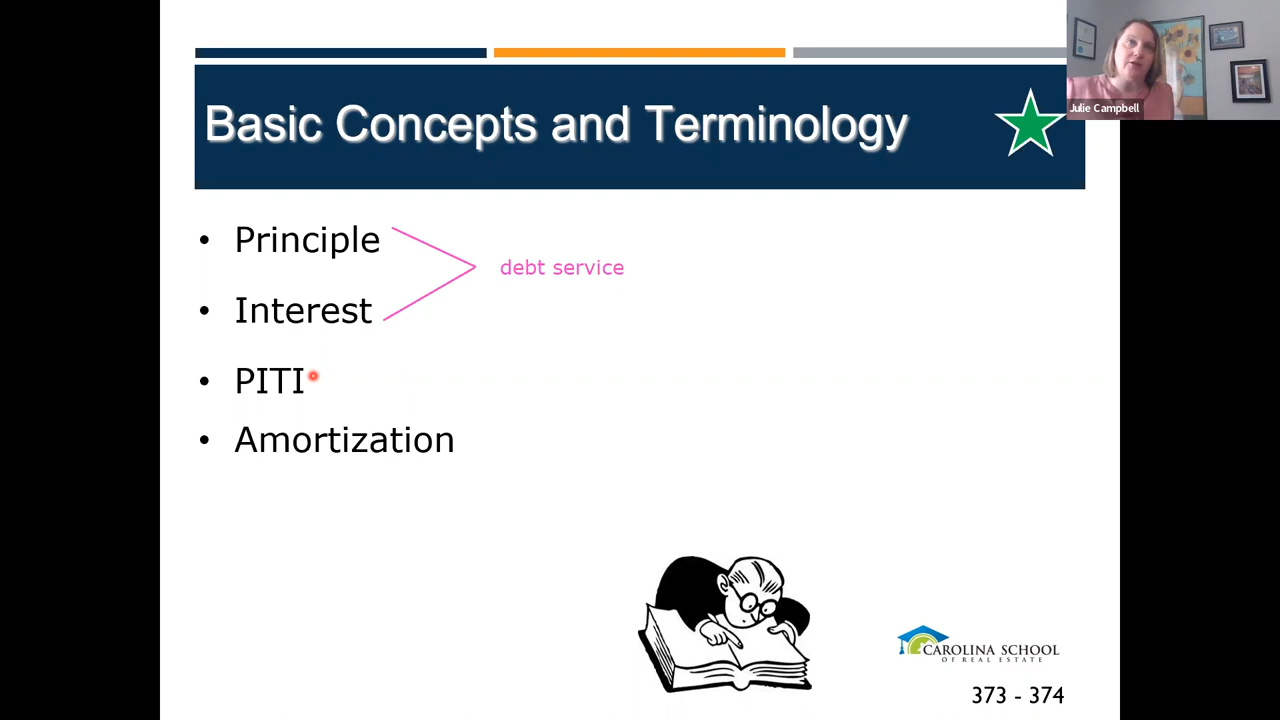 Basic Concepts and Terminology
Julie Campbell
• Principle
debt service
• Interest
• PITI
• Amortization
CAROLINA SCHOOL
OF REAL ESTATE
373 - 374